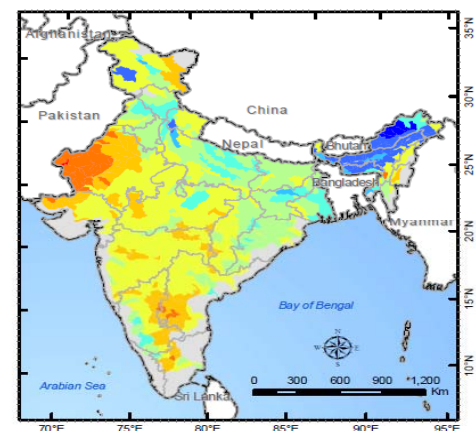 Afghanistan
35°N
Pakistan
China
30°N
Nepal
Bhutan
25°N
Bangladesh
Myanmar
20°N
15°N
Bay of Bengal
N
W E
S
10°N
Arabian Sea
Sri Lanka
0 300 600 900 1,200
Km
70°E 75°E 80°E 85°E 90°E 95°E